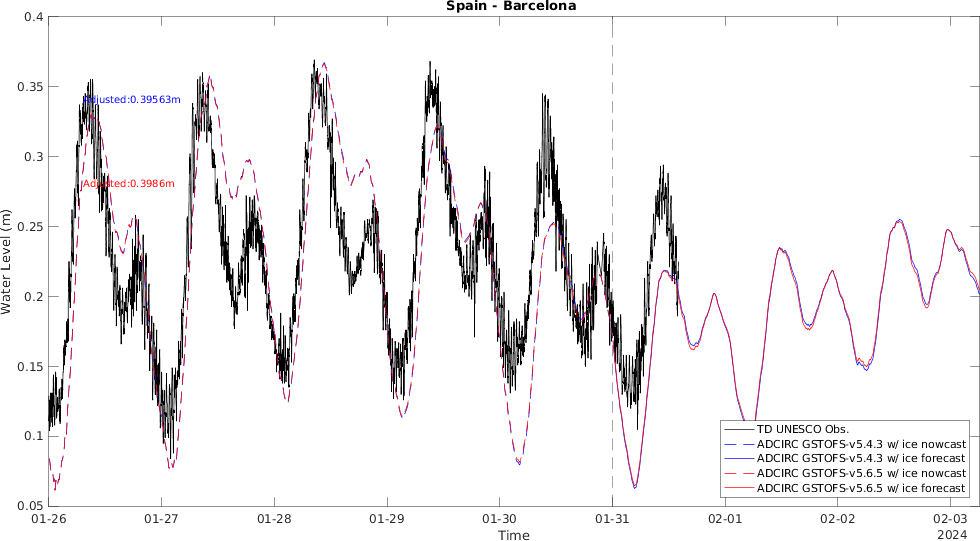 Spain - Barcelona
0.4
0.35
0.3
0.25
0.2
0.15
0.1
0.05
Water Level (m)
Adjusted:0.39563m
Adjusted:0.3986m
TD UNESCO Obs.
ADCIRC GSTOFS-v5.4.3 w/ ice nowcast
ADCIRC GSTOFS-v5.4.3 w/ ice forecast
ADCIRC GSTOFS-v5.6.5 w/ ice nowcast
ADCIRC GSTOFS-v5.6.5 w/ ice forecast
01-26 01-27 01-28 01-29 01-30 01-31 02-01 02-02 02-03
Time
2024